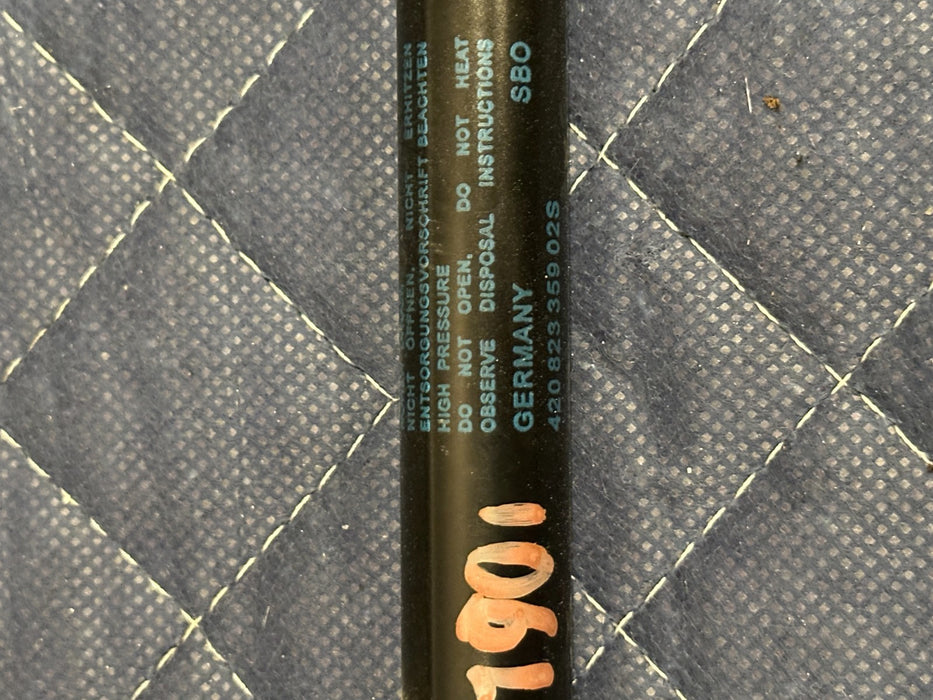 NICHT ÖFFNEN. NICHT ERHITZEN
ENTSORGUNGSVORSCHRIFT BEACHTEN
HIGH PRESSURE
DO NOT OPEN. DO NOT HEAT
OBSERVE DISPOSAL INSTRUCTIONS
GERMANY SBO
420 823 359 02S